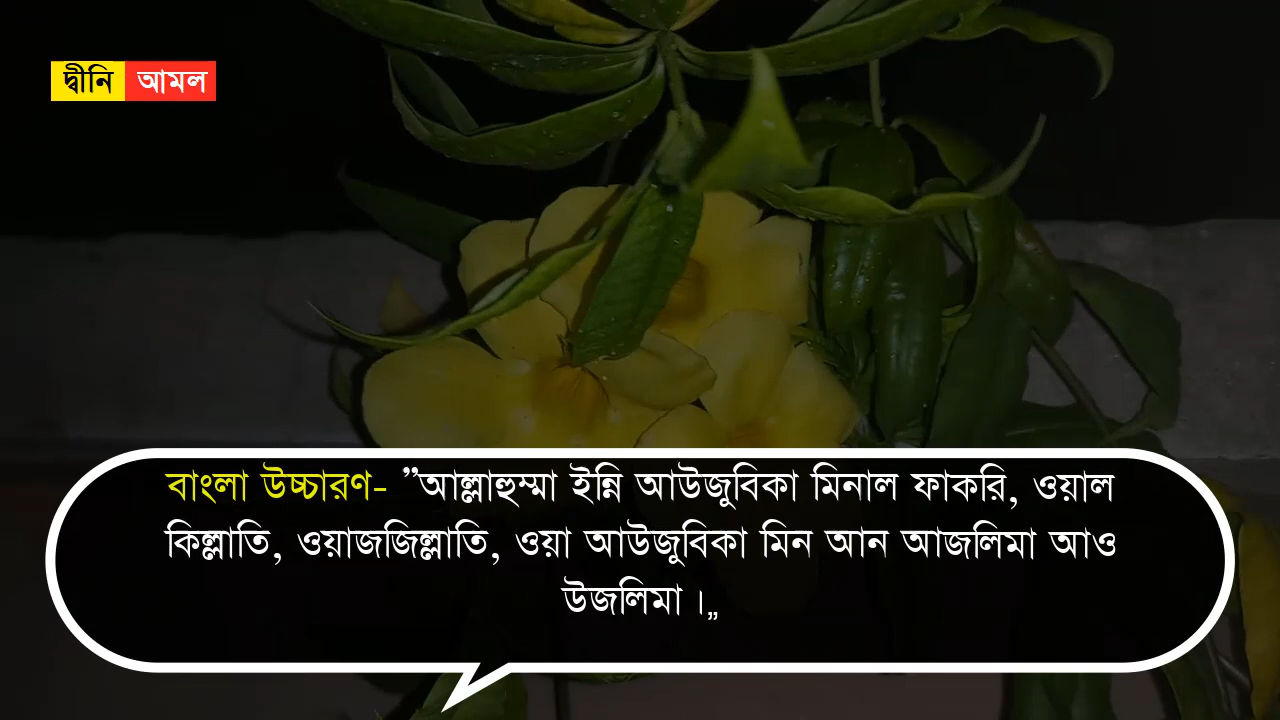 দ্বীনি আমল
বাংলা উচ্চারণ- ”আল্লাহুম্মা ইন্নি আউজুবিকা মিনাল ফাকরি, ওয়াল
কিল্লাতি, ওয়াজজিল্লাতি, ওয়া আউজুবিকা মিন আন আজলিমা আও
উজলিমা।„